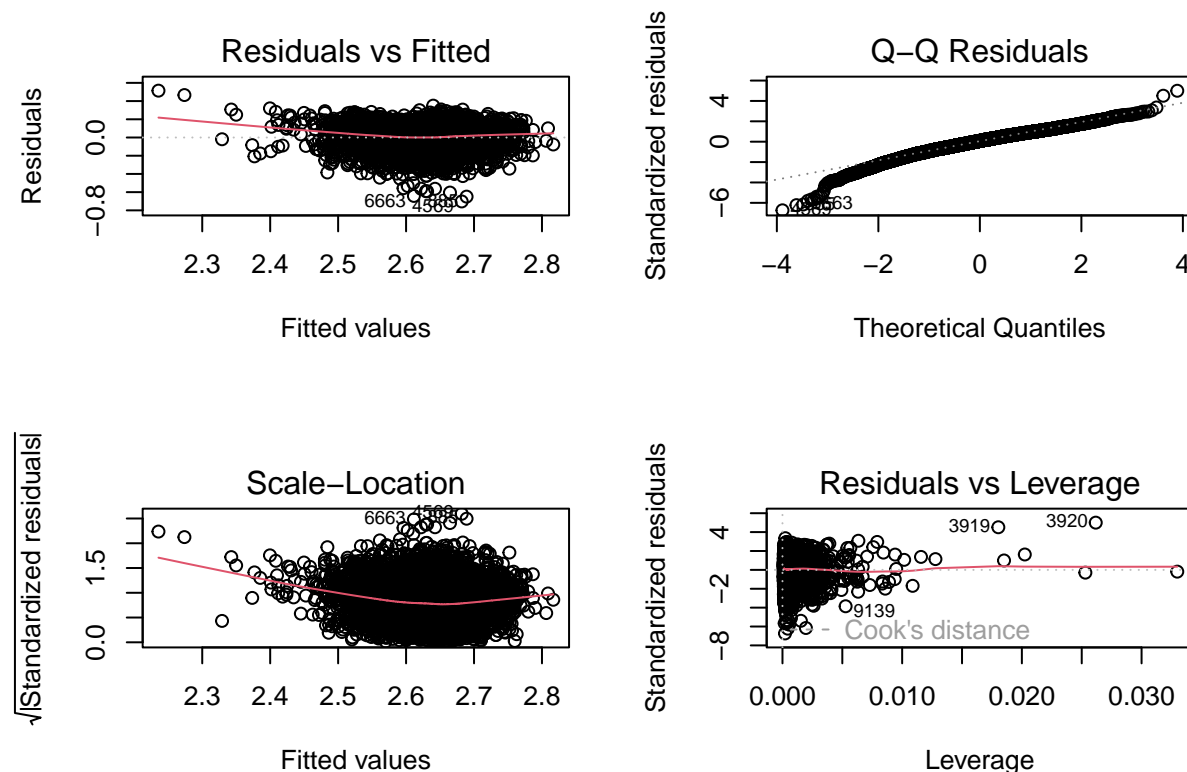 Residuals vs Fitted
Residuals
0.0
−0.8
6663
4569
2.3 2.4 2.5 2.6 2.7 2.8
Fitted values
Q−Q Residuals
Standardized residuals
4
0
−6
−4 −2 0 2 4
Theoretical Quantiles
Scale−Location
√|Standardized residuals|
1.5
0.0
6663
4569
2.3 2.4 2.5 2.6 2.7 2.8
Fitted values
Residuals vs Leverage
Standardized residuals
4
−2
−8
3919
3920
9139
Cook's distance
0.000 0.010 0.020 0.030
Leverage